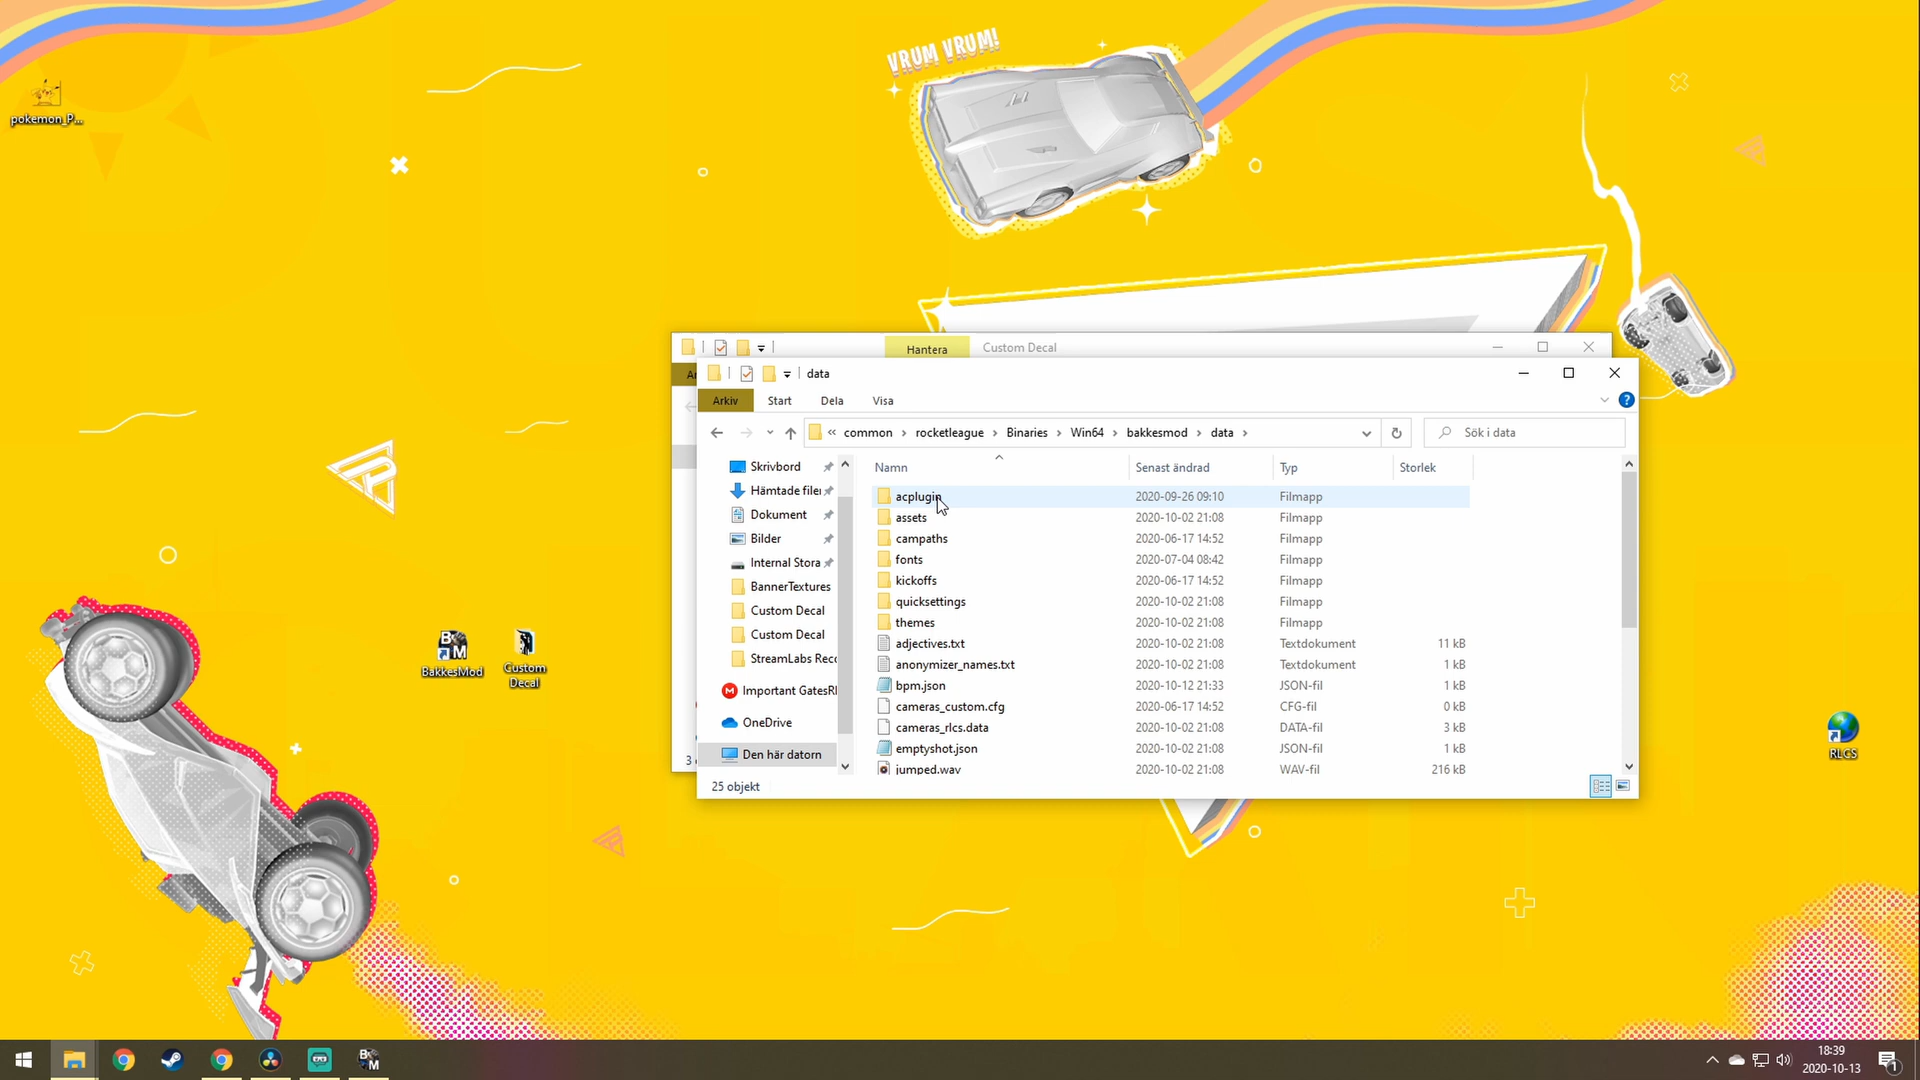 VRUM VRUM!
pokemon_P...
Hantera
Custom Decal
data
Arkiv
Start
Dela
Visa
common
rocketleague
Binaries
Win64
bakkesmod
data
Sök i data
Skrivbord
Hämtade filer
Dokument
Bilder
Internal Stora
BannerTextures
Custom Decal
Custom Decal
StreamLabs Reco
Important GatesRL
OneDrive
Den här datorn
Namn
Senast ändrad
Typ
Storlek
acplugin 2020-09-26 09:10 Filmapp
assets 2020-10-02 21:08 Filmapp
campaths 2020-06-17 14:52 Filmapp
fonts 2020-07-04 08:42 Filmapp
kickoffs 2020-06-17 14:52 Filmapp
quicksettings 2020-10-02 21:08 Filmapp
themes 2020-10-02 21:08 Filmapp
adjectives.txt 2020-10-02 21:08 Textdokument 11 kB
anonymizer_names.txt 2020-10-02 21:08 Textdokument 1 kB
bpm.json 2020-10-12 21:33 JSON-fil 1 kB
cameras_custom.cfg 2020-06-17 14:52 CFG-fil 0 kB
cameras_rlcs.data 2020-10-02 21:08 DATA-fil 3 kB
emptyshot.json 2020-10-02 21:08 JSON-fil 1 kB
jumped.wav 2020-10-02 21:08 WAV-fil 216 kB
25 objekt
BakkesMod
Custom
Decal
RLCS
18:39
2020-10-13
1